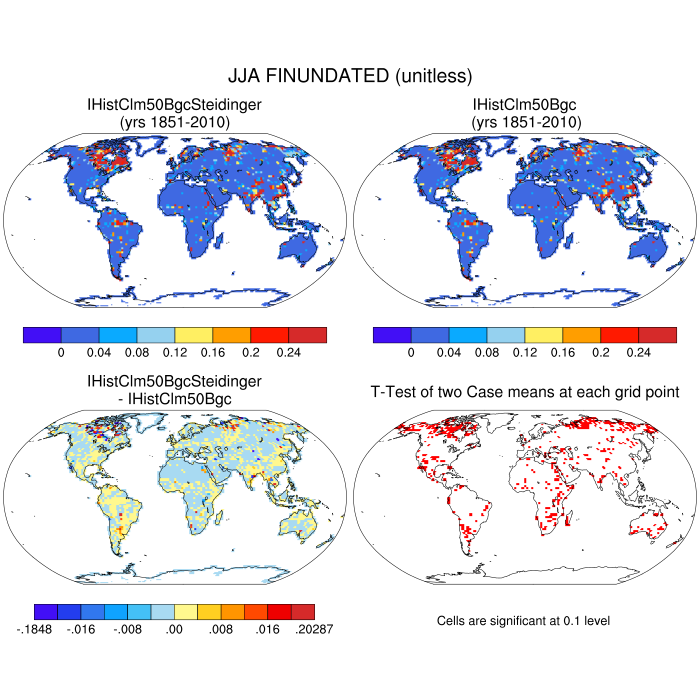 JJA FINUNDATED (unitless)
IHistClm50BgcSteidinger
(yrs 1851-2010)
IHistClm50Bgc
(yrs 1851-2010)
0 0.04 0.08 0.12 0.16 0.2 0.24
0 0.04 0.08 0.12 0.16 0.2 0.24
IHistClm50BgcSteidinger
- IHistClm50Bgc
T-Test of two Case means at each grid point
-.1848 -.016 -.008 .00 .008 .016 .20287
Cells are significant at 0.1 level